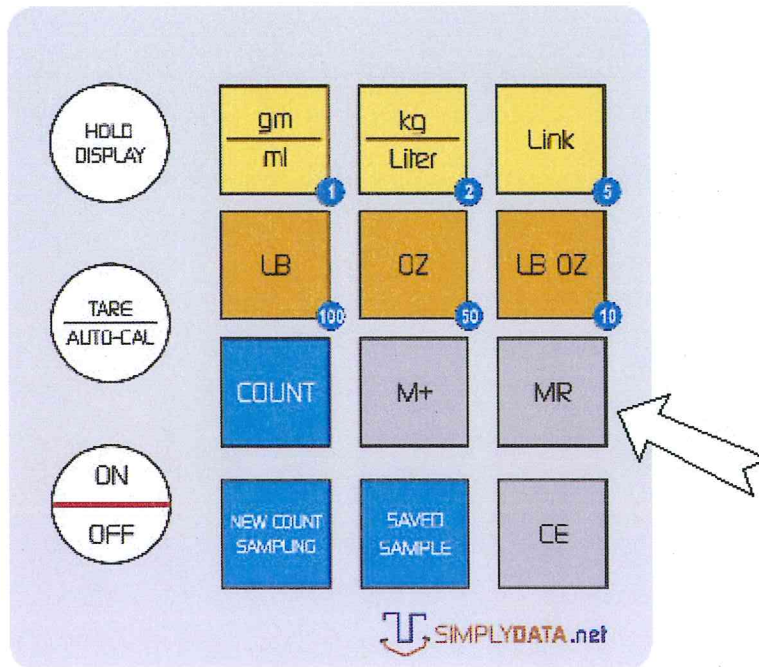 HOLD
DISPLAY
gm
ml
1
kg
Liter
2
Link
5
TARE
AUTO-CAL
LB
100
OZ
50
LB OZ
10
COUNT
M+
MR
ON
OFF
NEW COUNT
SAMPLING
SAVED
SAMPLE
CE
SIMPLYDATA.net